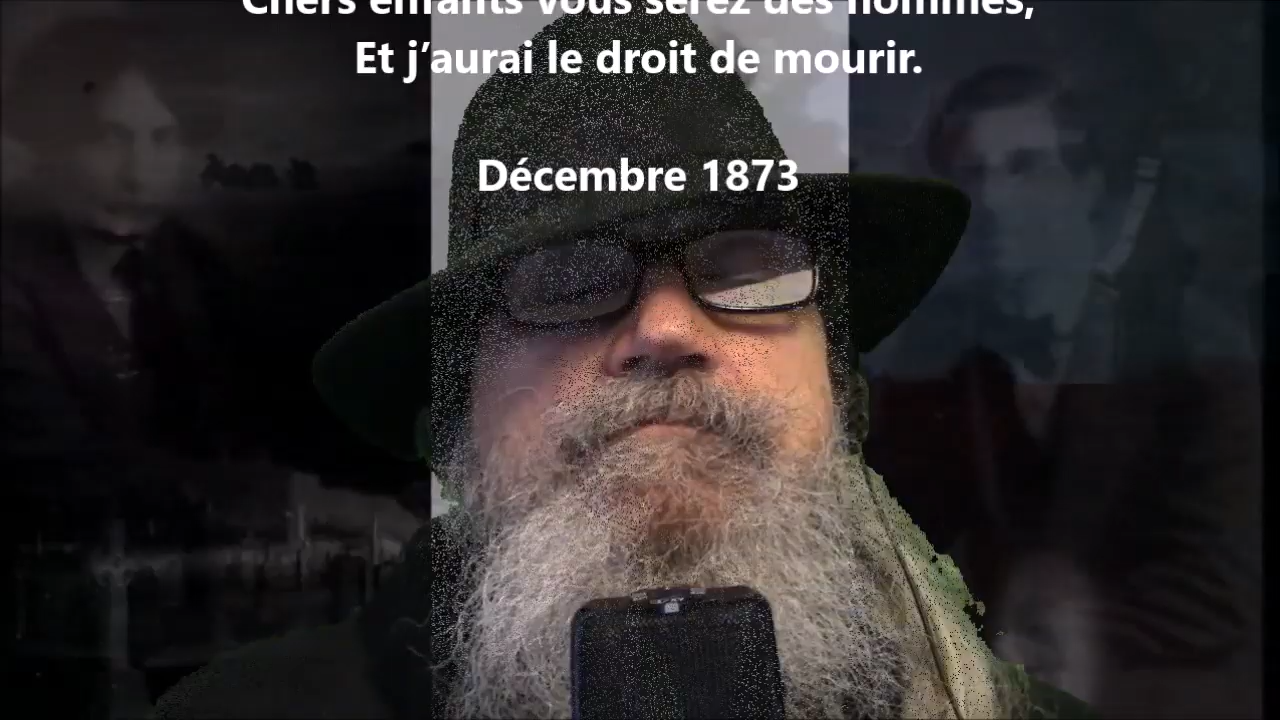 Chers enfants vous serez des hommes,
Et j’aurai le droit de mourir.
Décembre 1873